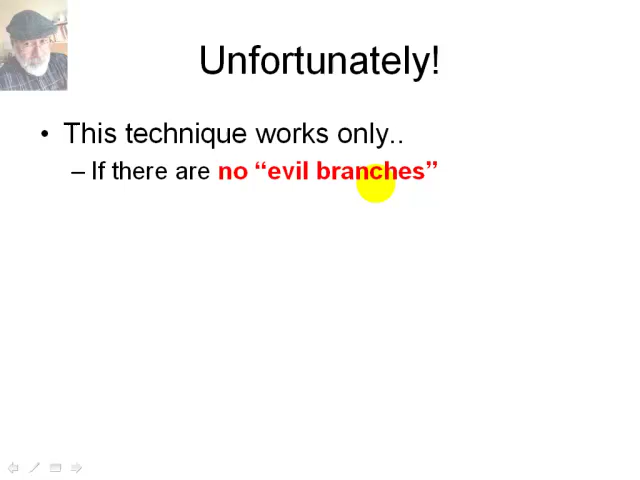 Unfortunately!
• This technique works only..
– If there are no “evil branches”